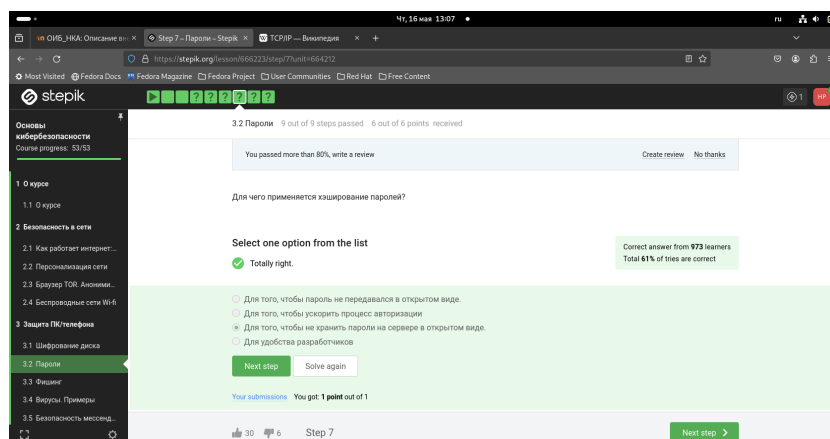 Чт, 16 мая 13:07
ru
ОИБ_НКА: Описание вне
Step 7 – Пароли – Stepik
TCP/IP — Википедия
https://stepik.org/lesson/666223/step/7?unit=664212
Most Visited
Fedora Docs
Fedora Magazine
Fedora Project
User Communities
Red Hat
Free Content
stepik
1
HP
Основы кибербезопасности
Course progress: 53/53
3.2 Пароли 9 out of 9 steps passed 6 out of 6 points received
You passed more than 80%, write a review
Create review
No thanks
1 О курсе
1.1 О курсе
2 Безопасность в сети
2.1 Как работает интернет:...
2.2 Персонализация сети
2.3 Браузер TOR. Аноними...
2.4 Беспроводные сети Wi-fi
3 Защита ПК/телефона
3.1 Шифрование диска
3.2 Пароли
3.3 Фишинг
3.4 Вирусы. Примеры
3.5 Безопасность мессенд...
Для чего применяется хэширование паролей?
Select one option from the list
Totally right.
Correct answer from 973 learners
Total 61% of tries are correct
Для того, чтобы пароль не передавался в открытом виде.
Для того, чтобы ускорить процесс авторизации
Для того, чтобы не хранить пароли на сервере в открытом виде.
Для удобства разработчиков
Next step
Solve again
Your submissions You got: 1 point out of 1
30
6
Step 7
Next step